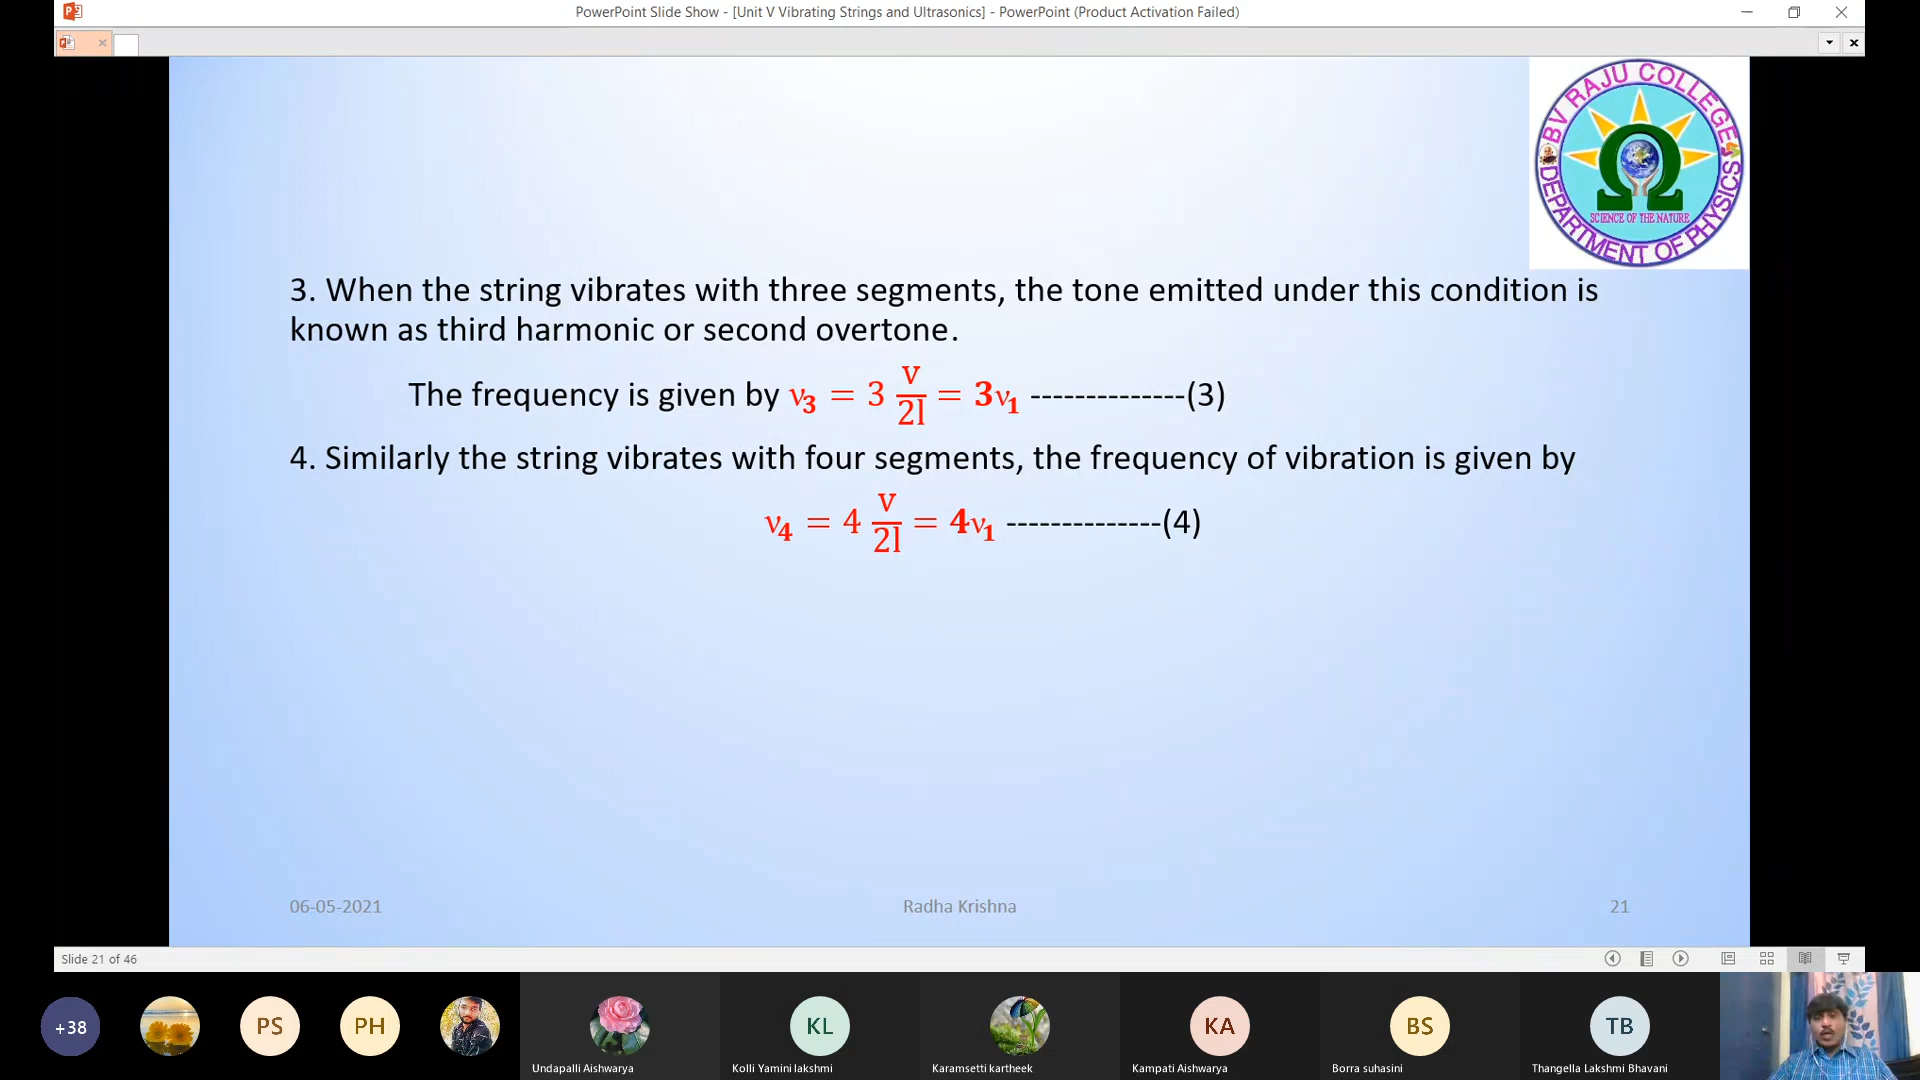 PowerPoint Slide Show - [Unit V Vibrating Strings and Ultrasonics] - PowerPoint (Product Activation Failed)
BV RAJU COLLEGE
SCIENCE OF THE NATURE
DEPARTMENT OF PHYSICS
3. When the string vibrates with three segments, the tone emitted under this condition is
known as third harmonic or second overtone.
The frequency is given by ν₃ = 3 v/2l = 3ν₁ --------------(3)
4. Similarly the string vibrates with four segments, the frequency of vibration is given by
ν₄ = 4 v/2l = 4ν₁ --------------(4)
06-05-2021
Radha Krishna
21
Slide 21 of 46
+38
PS
PH
KL
KA
BS
TB
Undapalli Aishwarya
Kolli Yamini lakshmi
Karamsetti kartheek
Kampati Aishwarya
Borra suhasini
Thangella Lakshmi Bhavani